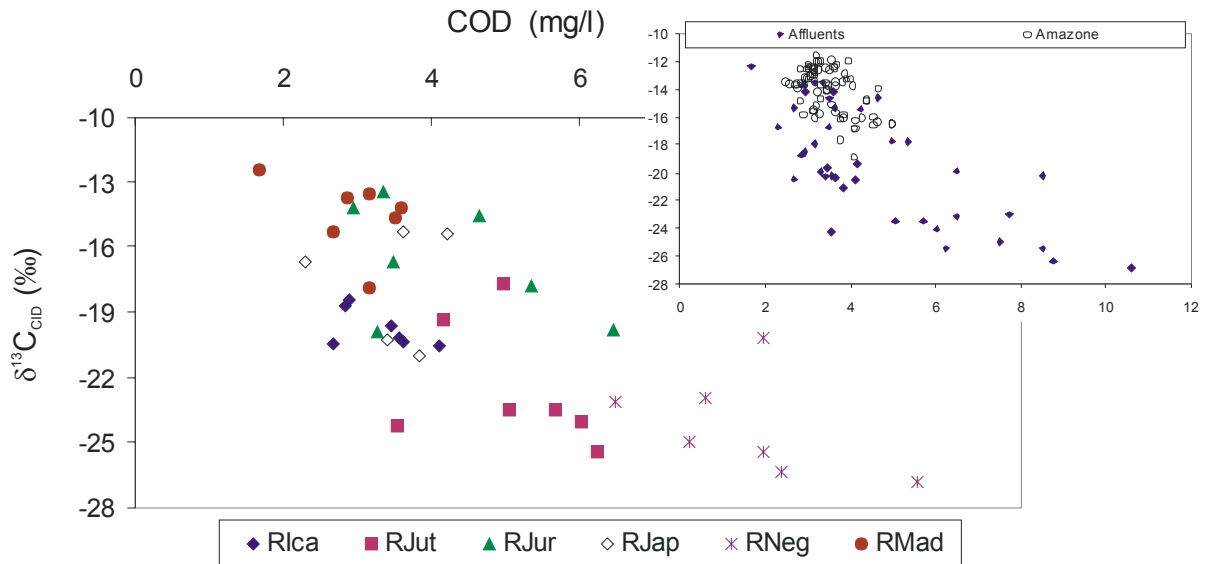 COD (mg/l)
0 2 4 6
-10
-13
-16
-19
-22
-25
-28
δ¹³C_CID (‰)
Affluents Amazone
-10
-12
-14
-16
-18
-20
-22
-24
-26
-28
0 2 4 6 8 10 12
RIca RJut RJur RJap RNeg RMad